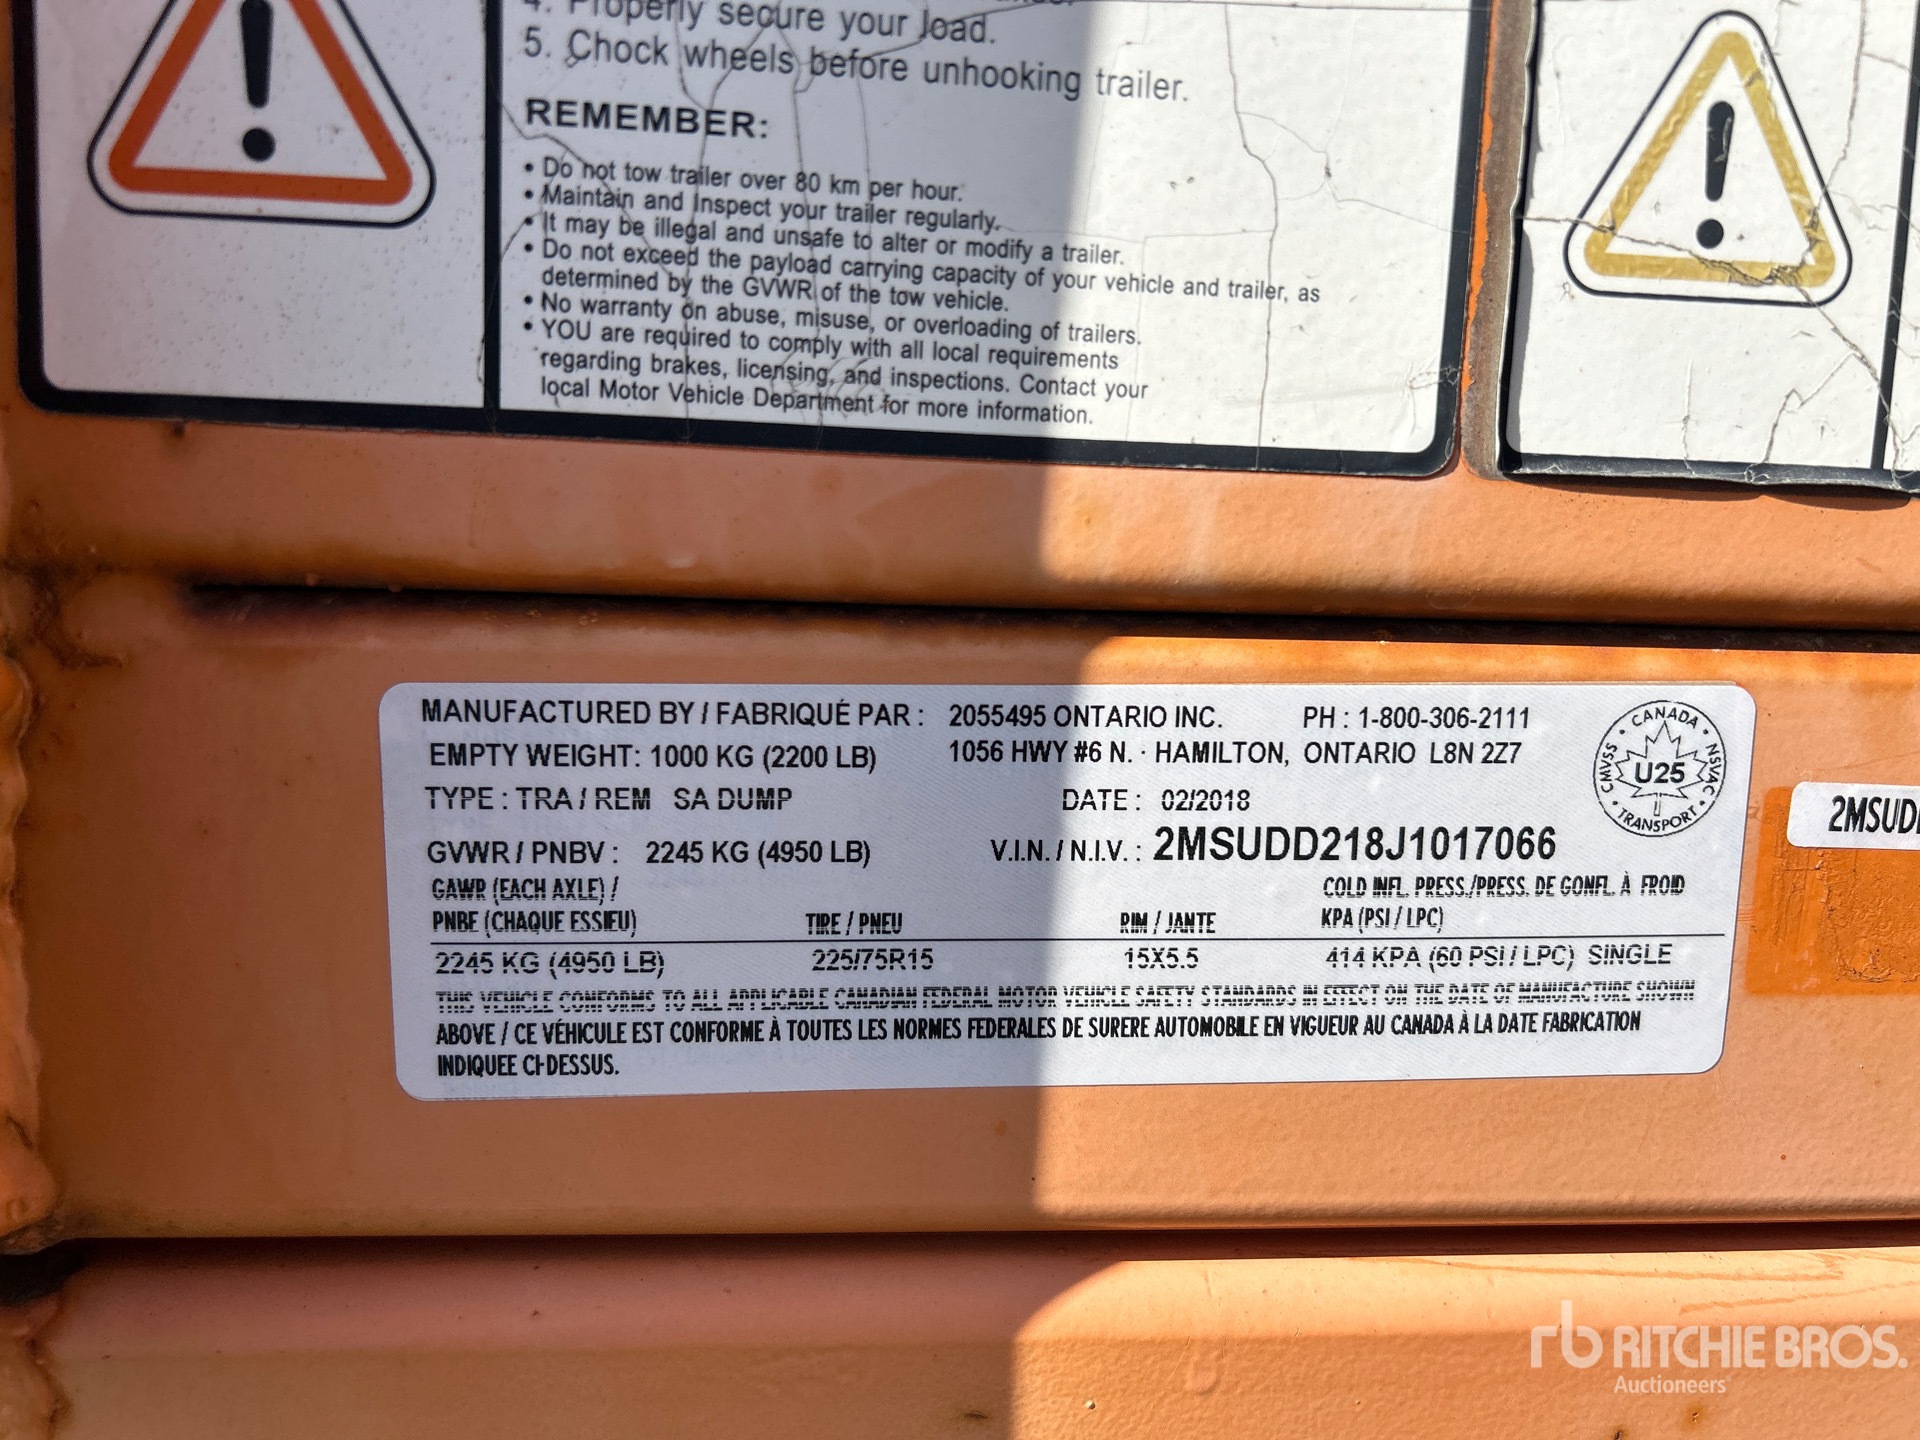 4. Properly secure your load.
5. Chock wheels before unhooking trailer.
REMEMBER:
• Do not tow trailer over 80 km per hour.
• Maintain and Inspect your trailer regularly.
• It may be illegal and unsafe to alter or modify a trailer.
• Do not exceed the payload carrying capacity of your vehicle and trailer, as
determined by the GVWR of the tow vehicle.
• No warranty on abuse, misuse, or overloading of trailers.
• YOU are required to comply with all local requirements
regarding brakes, licensing, and inspections. Contact your
local Motor Vehicle Department for more information.
MANUFACTURED BY / FABRIQUÉ PAR : 2055495 ONTARIO INC. PH : 1-800-306-2111
EMPTY WEIGHT: 1000 KG (2200 LB) 1056 HWY #6 N. · HAMILTON, ONTARIO L8N 2Z7
TYPE : TRA / REM SA DUMP DATE : 02/2018
CANADA
CMVSS U25 NSVAC
TRANSPORT
GVWR / PNBV : 2245 KG (4950 LB) V.I.N. / N.I.V. : 2MSUDD218J1017066
GAWR (EACH AXLE) / COLD INFL. PRESS./PRESS. DE GONFL. À FROID
PNBE (CHAQUE ESSIEU) TIRE / PNEU RIM / JANTE KPA (PSI / LPC)
2245 KG (4950 LB) 225/75R15 15X5.5 414 KPA (60 PSI / LPC) SINGLE
THIS VEHICLE CONFORMS TO ALL APPLICABLE CANADIAN FEDERAL MOTOR VEHICLE SAFETY STANDARDS IN EFFECT ON THE DATE OF MANUFACTURE SHOWN
ABOVE / CE VÉHICULE EST CONFORME À TOUTES LES NORMES FEDERALES DE SURERE AUTOMOBILE EN VIGUEUR AU CANADA À LA DATE FABRICATION
INDIQUEE CI-DESSUS.
2MSUD
rb RITCHIE BROS.
Auctioneers